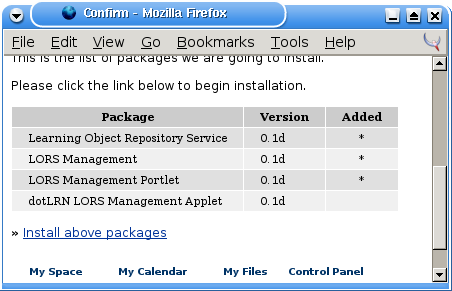 Confirm - Mozilla Firefox
File Edit View Go Bookmarks Tools Help
This is the list of packages we are going to install.
Please click the link below to begin installation.
Package Version Added
Learning Object Repository Service 0.1d *
LORS Management 0.1d *
LORS Management Portlet 0.1d *
dotLRN LORS Management Applet 0.1d
» Install above packages
My Space My Calendar My Files Control Panel